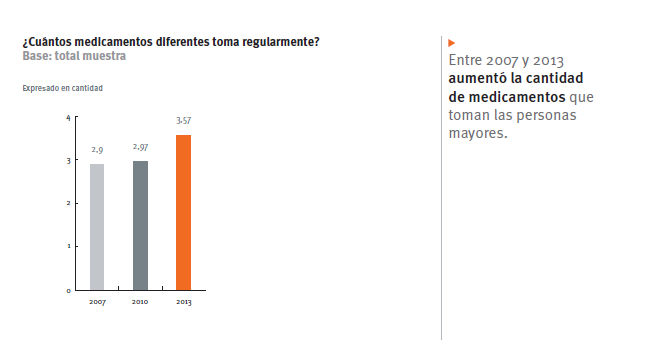 ¿Cuántos medicamentos diferentes toma regularmente?
Base: total muestra
Expresado en cantidad
4
3
2
1
0
2,9
2,97
3,57
2007
2010
2013
Entre 2007 y 2013
aumentó la cantidad
de medicamentos que
toman las personas
mayores.